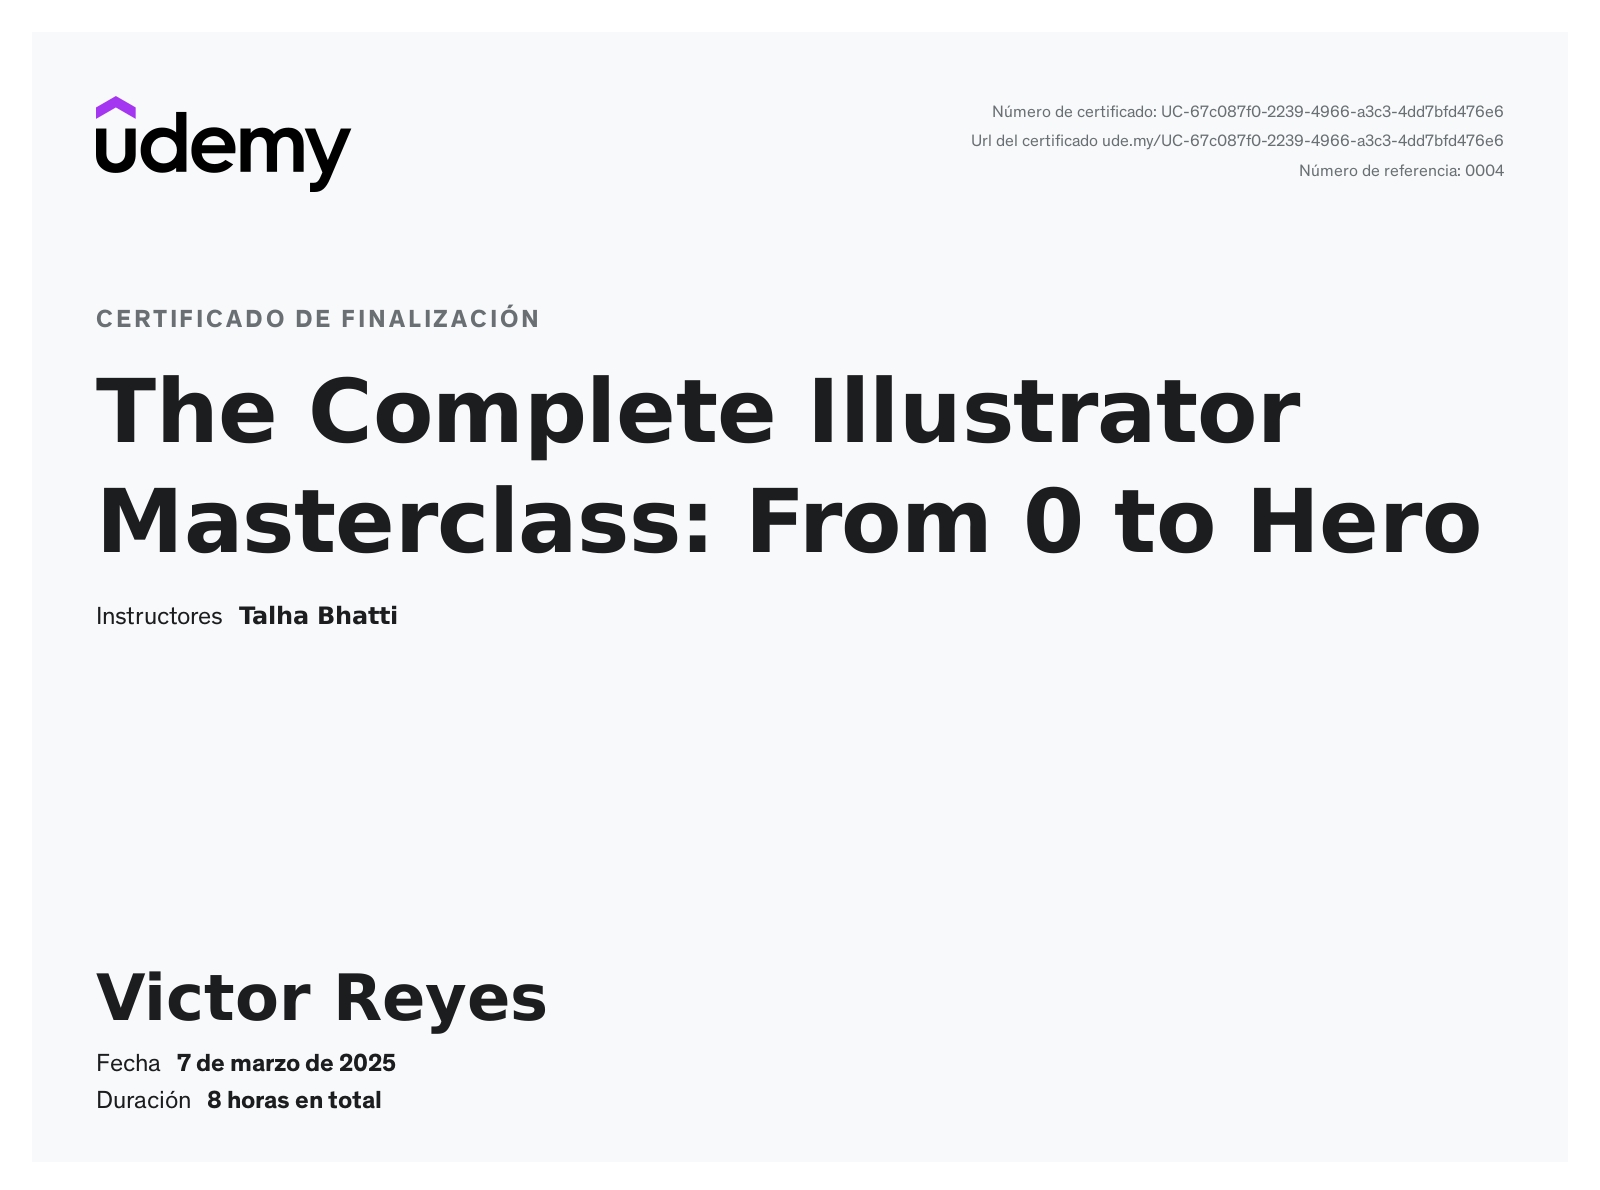 udemy
Número de certificado: UC-67c087f0-2239-4966-a3c3-4dd7bfd476e6
Url del certificado ude.my/UC-67c087f0-2239-4966-a3c3-4dd7bfd476e6
Número de referencia: 0004
CERTIFICADO DE FINALIZACIÓN
The Complete Illustrator
Masterclass: From 0 to Hero
Instructores Talha Bhatti
Victor Reyes
Fecha 7 de marzo de 2025
Duración 8 horas en total